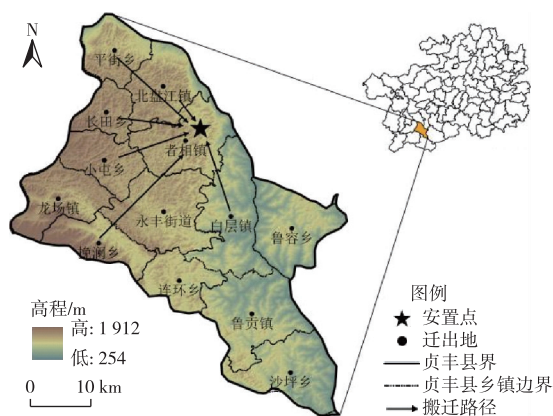 N
平街乡
北盘江镇
长田乡
者相镇
小屯乡
龙场镇
永丰街道
白层镇
鲁容乡
挽澜乡
连环乡
鲁贡镇
沙坪乡
高程/m
高: 1 912
低: 254
0 10 km
图例
安置点
迁出地
贞丰县界
贞丰县乡镇边界
搬迁路径